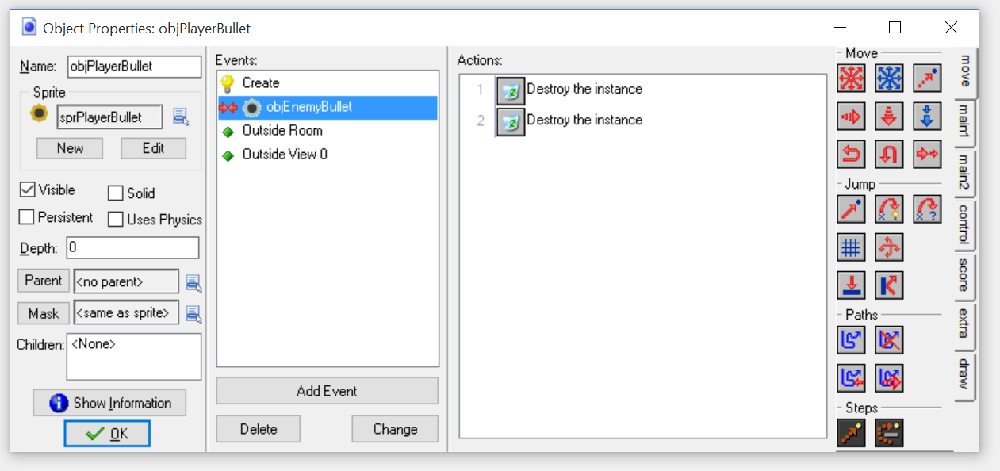 Object Properties: objPlayerBullet
Name: objPlayerBullet
Sprite
sprPlayerBullet
New Edit
Visible Solid
Persistent Uses Physics
Depth: 0
Parent <no parent>
Mask <same as sprite>
Children: <None>
Show Information
OK
Events:
Create
objEnemyBullet
Outside Room
Outside View 0
Add Event
Delete Change
Actions:
1 Destroy the instance
2 Destroy the instance
Move
Jump
Paths
Steps
move
main1
main2
control
score
extra
draw